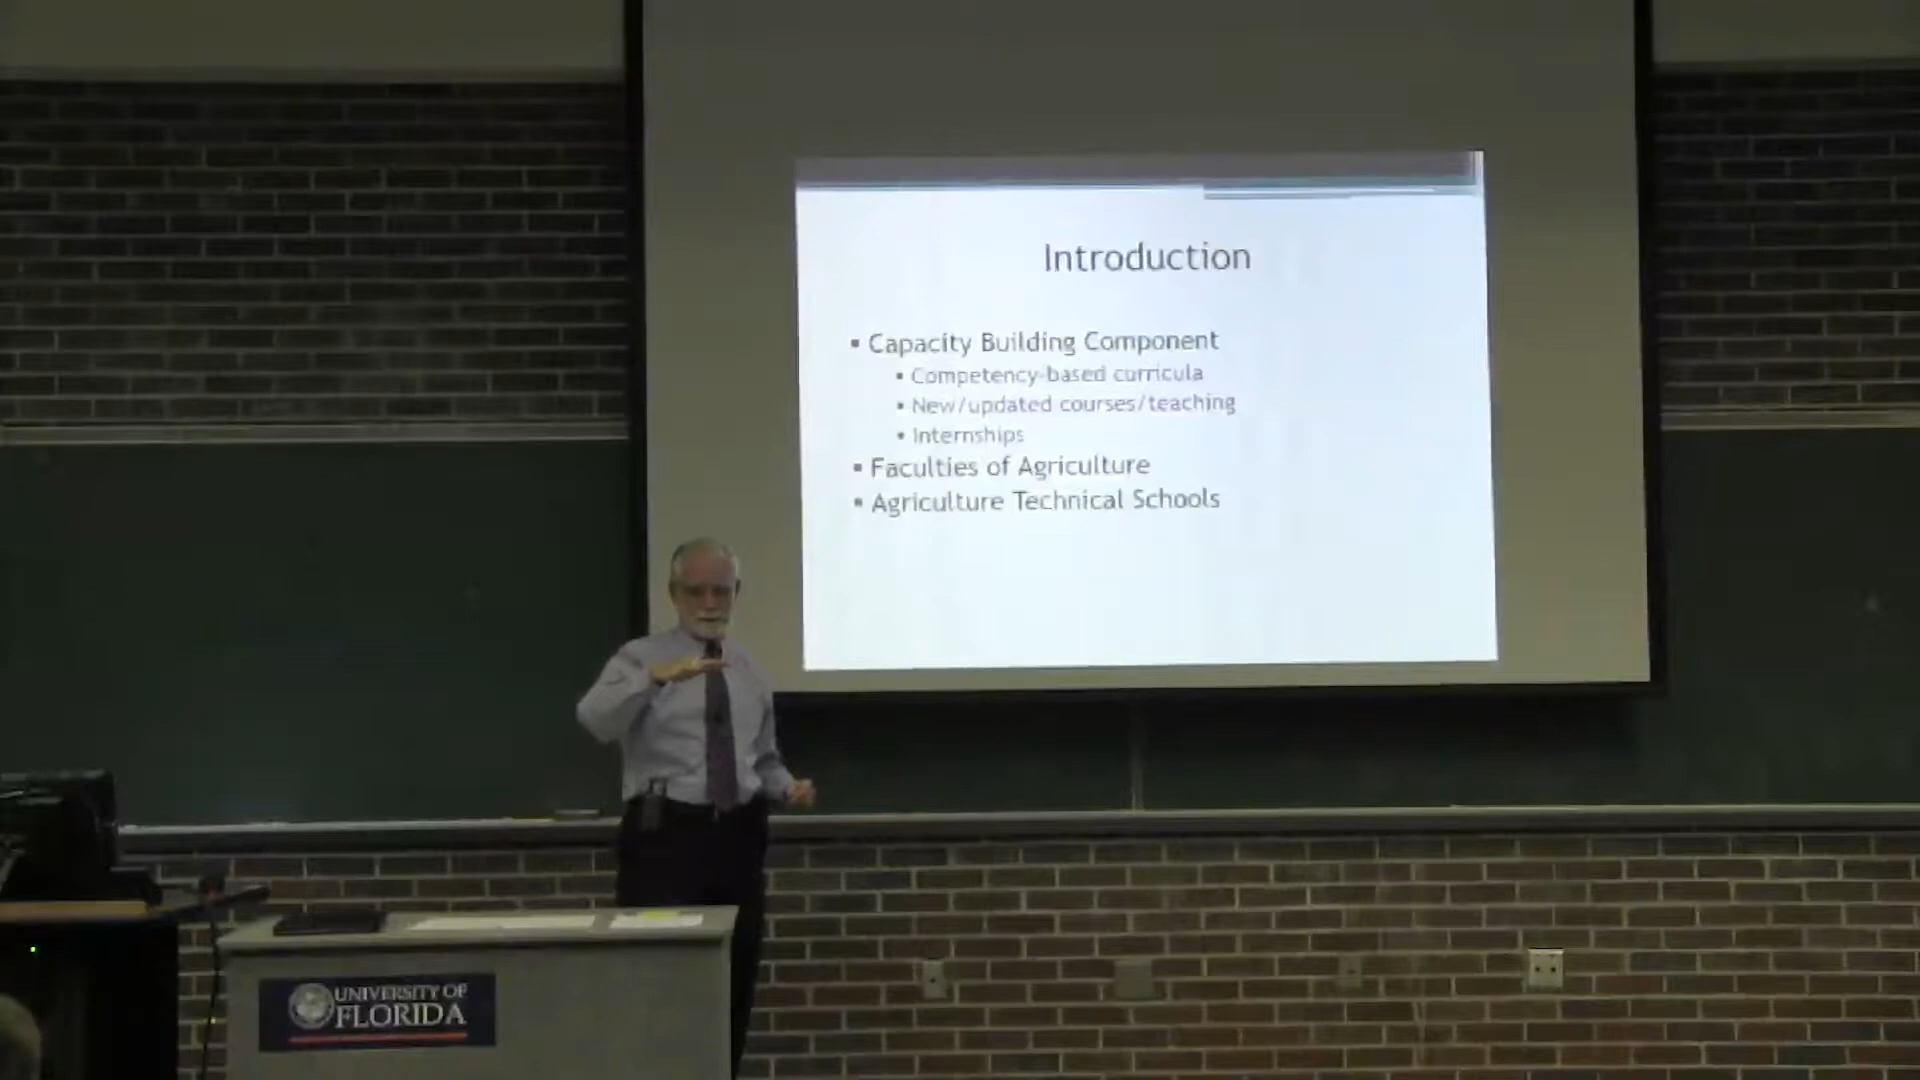 Introduction
▪ Capacity Building Component
▪ Competency-based curricula
▪ New/updated courses/teaching
▪ Internships
▪ Faculties of Agriculture
▪ Agriculture Technical Schools
UNIVERSITY OF
FLORIDA